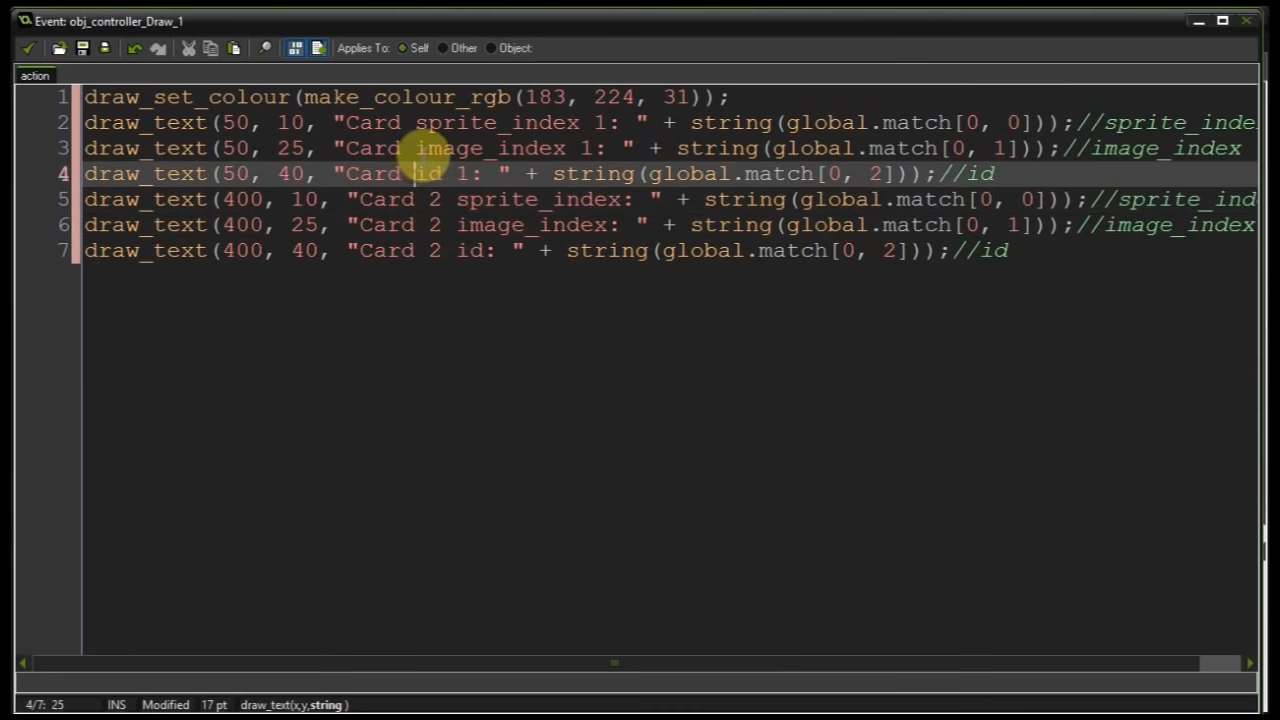 Event: obj_controller_Draw_1
Applies To: Self Other Object:
action
1 draw_set_colour(make_colour_rgb(183, 224, 31));
2 draw_text(50, 10, "Card sprite_index 1: " + string(global.match[0, 0]));//sprite_inde
3 draw_text(50, 25, "Card image_index 1: " + string(global.match[0, 1]));//image_index
4 draw_text(50, 40, "Card id 1: " + string(global.match[0, 2]));//id
5 draw_text(400, 10, "Card 2 sprite_index: " + string(global.match[0, 0]));//sprite_ind
6 draw_text(400, 25, "Card 2 image_index: " + string(global.match[0, 1]));//image_index
7 draw_text(400, 40, "Card 2 id: " + string(global.match[0, 2]));//id
4/7: 25 INS Modified 17 pt draw_text(x,y,string )